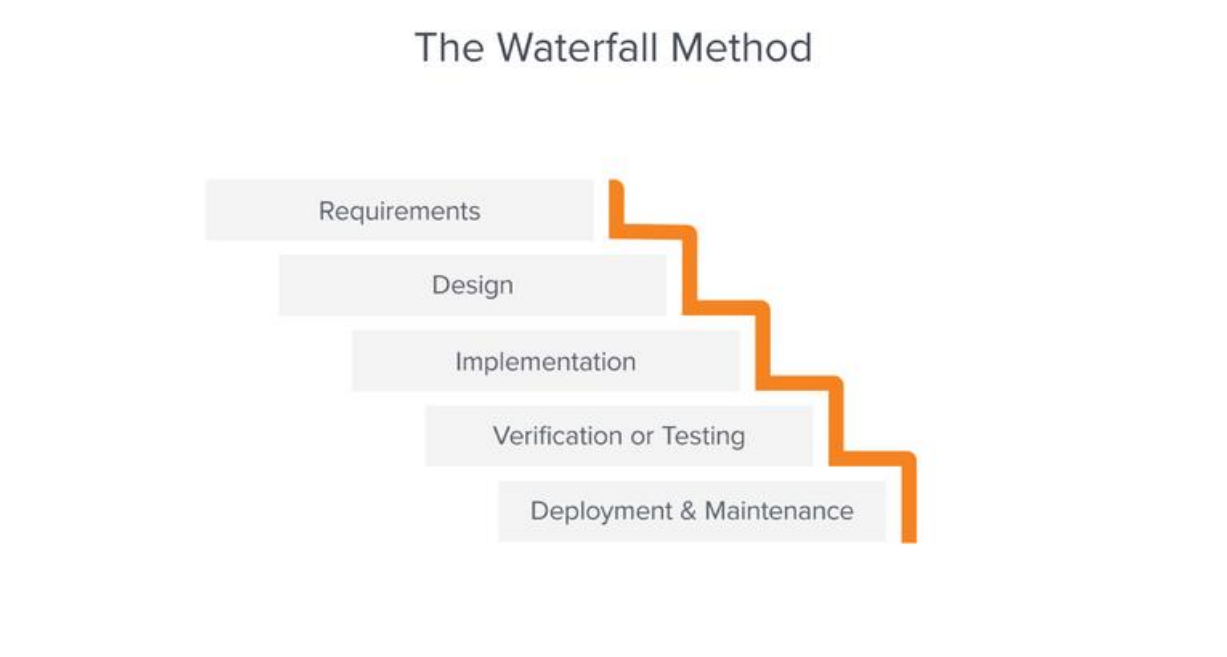 The Waterfall Method
Requirements
Design
Implementation
Verification or Testing
Deployment & Maintenance